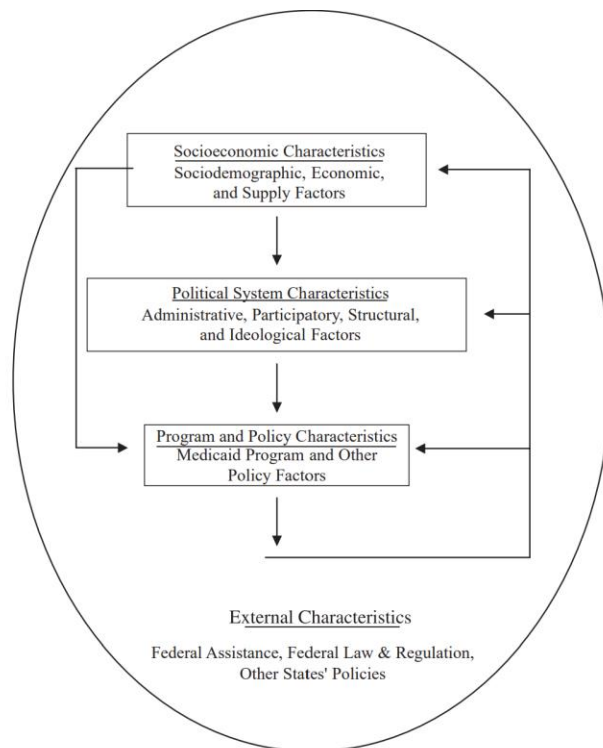 Socioeconomic Characteristics
Sociodemographic, Economic,
and Supply Factors
Political System Characteristics
Administrative, Participatory, Structural,
and Ideological Factors
Program and Policy Characteristics
Medicaid Program and Other
Policy Factors
External Characteristics
Federal Assistance, Federal Law & Regulation,
Other States' Policies